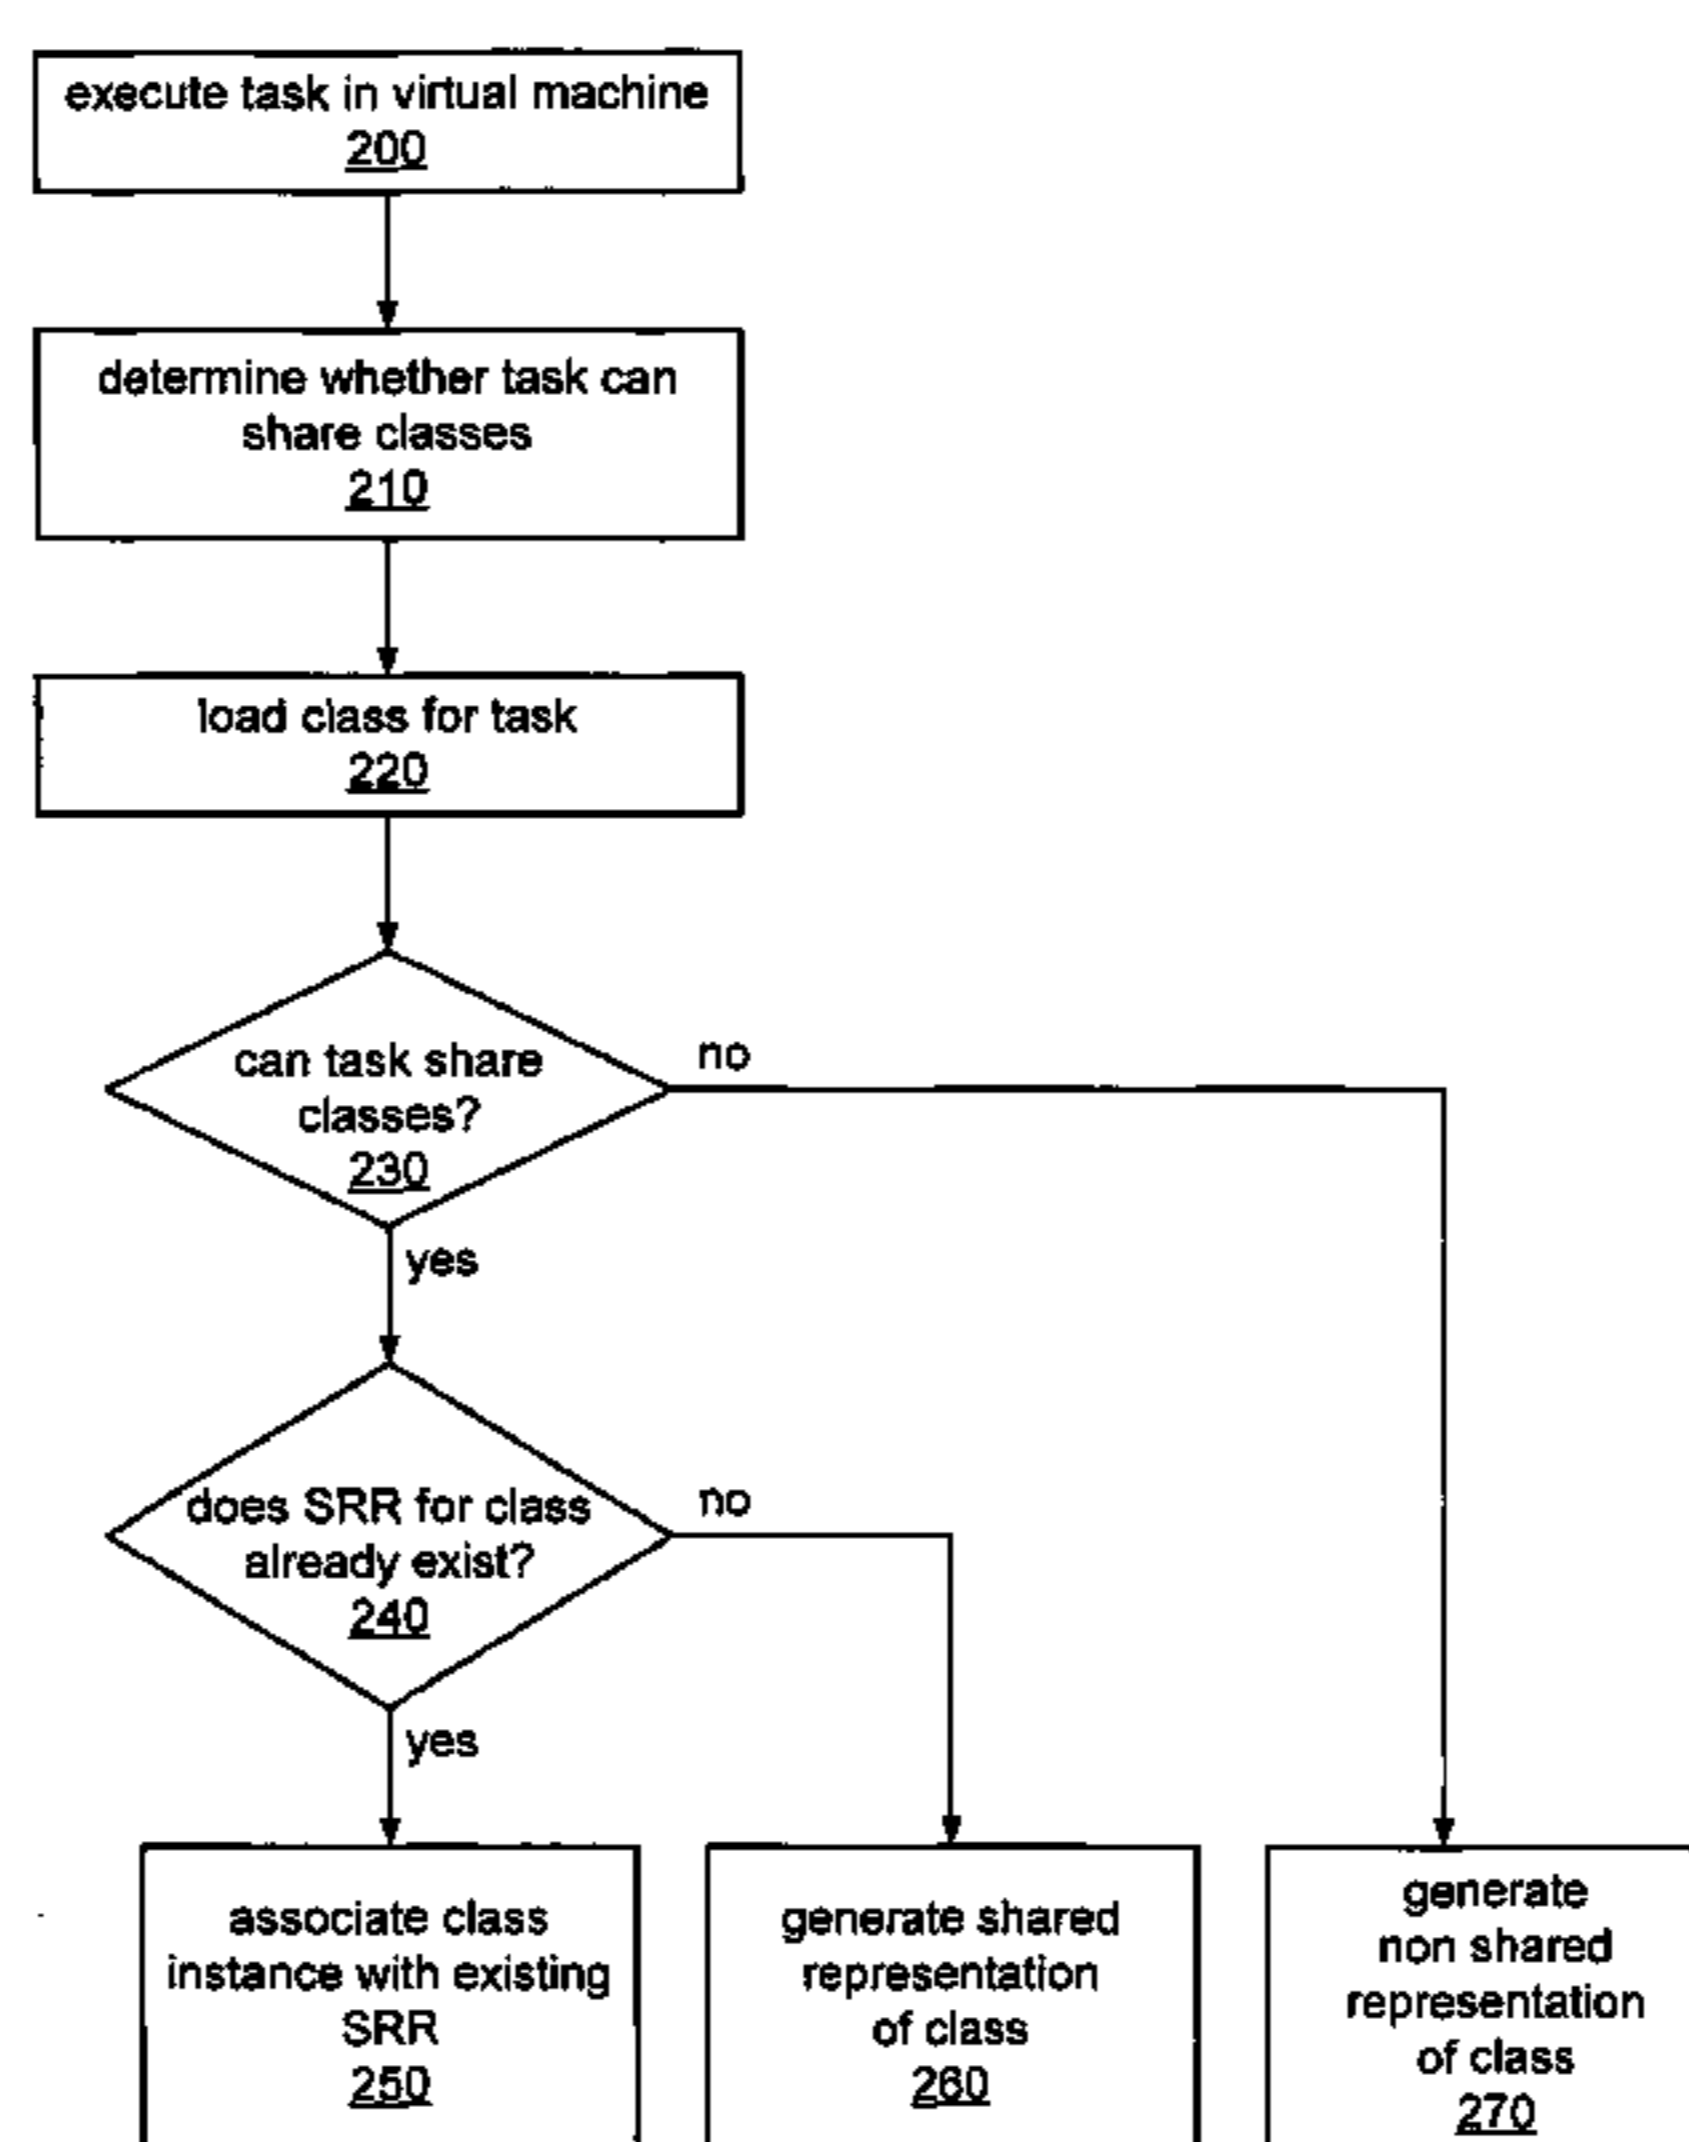 execute task in virtual machine
200
determine whether task can
share classes
210
load class for task
220
can task share
classes?
230
no
yes
does SRR for class
already exist?
240
no
yes
associate class
instance with existing
SRR
250
generate shared
representation
of class
260
generate
non shared
representation
of class
270